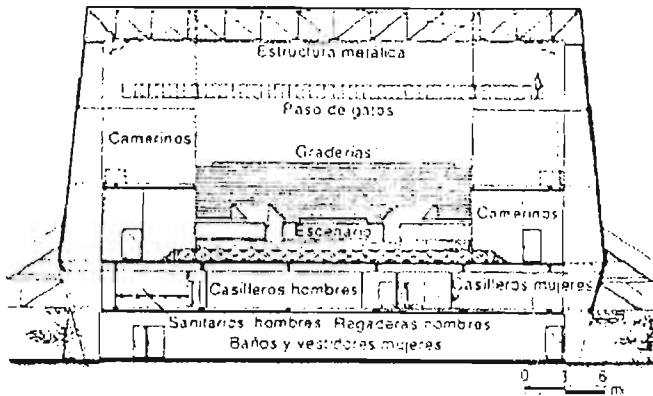 Estructura metálica
Paso de gatos
Camerinos
Graderías
Camerinos
Escenario
Casilleros hombres
Casilleros mujeres
Sanitarios hombres Regaderas hombres
Baños y vestidores mujeres
0 3 6
m